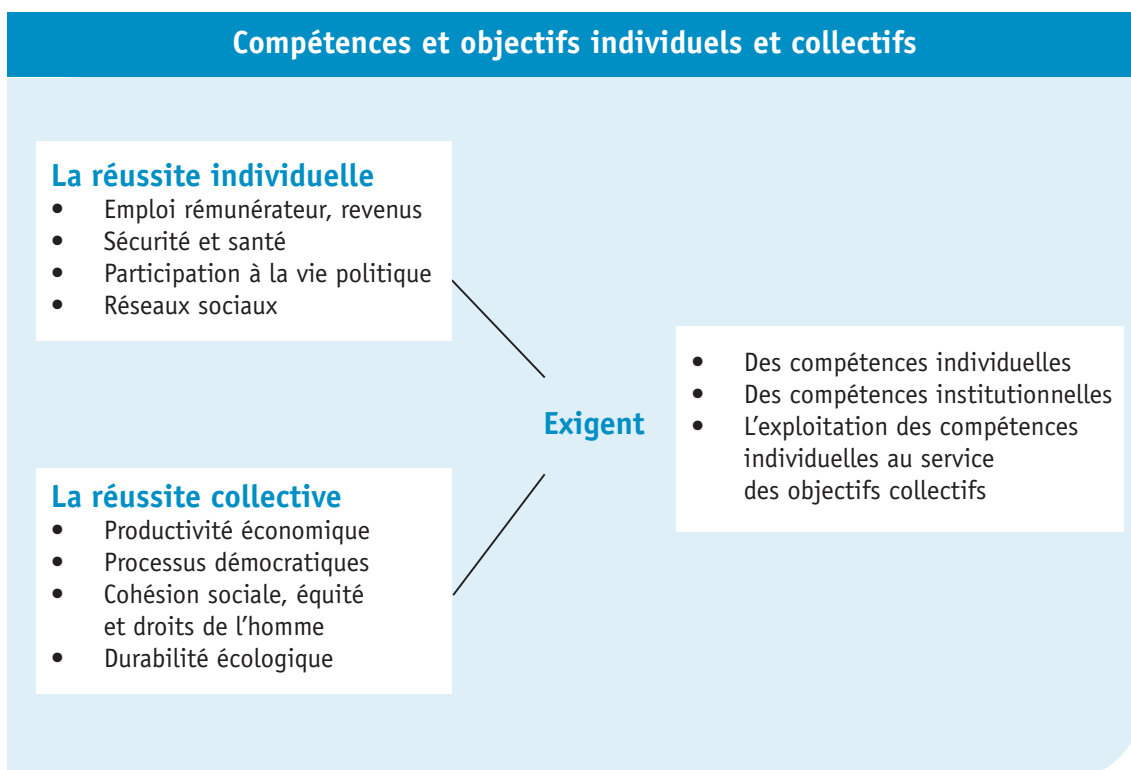 Compétences et objectifs individuels et collectifs
La réussite individuelle
• Emploi rémunérateur, revenus
• Sécurité et santé
• Participation à la vie politique
• Réseaux sociaux
Exigent
• Des compétences individuelles
• Des compétences institutionnelles
• L’exploitation des compétences
individuelles au service
des objectifs collectifs
La réussite collective
• Productivité économique
• Processus démocratiques
• Cohésion sociale, équité
et droits de l’homme
• Durabilité écologique